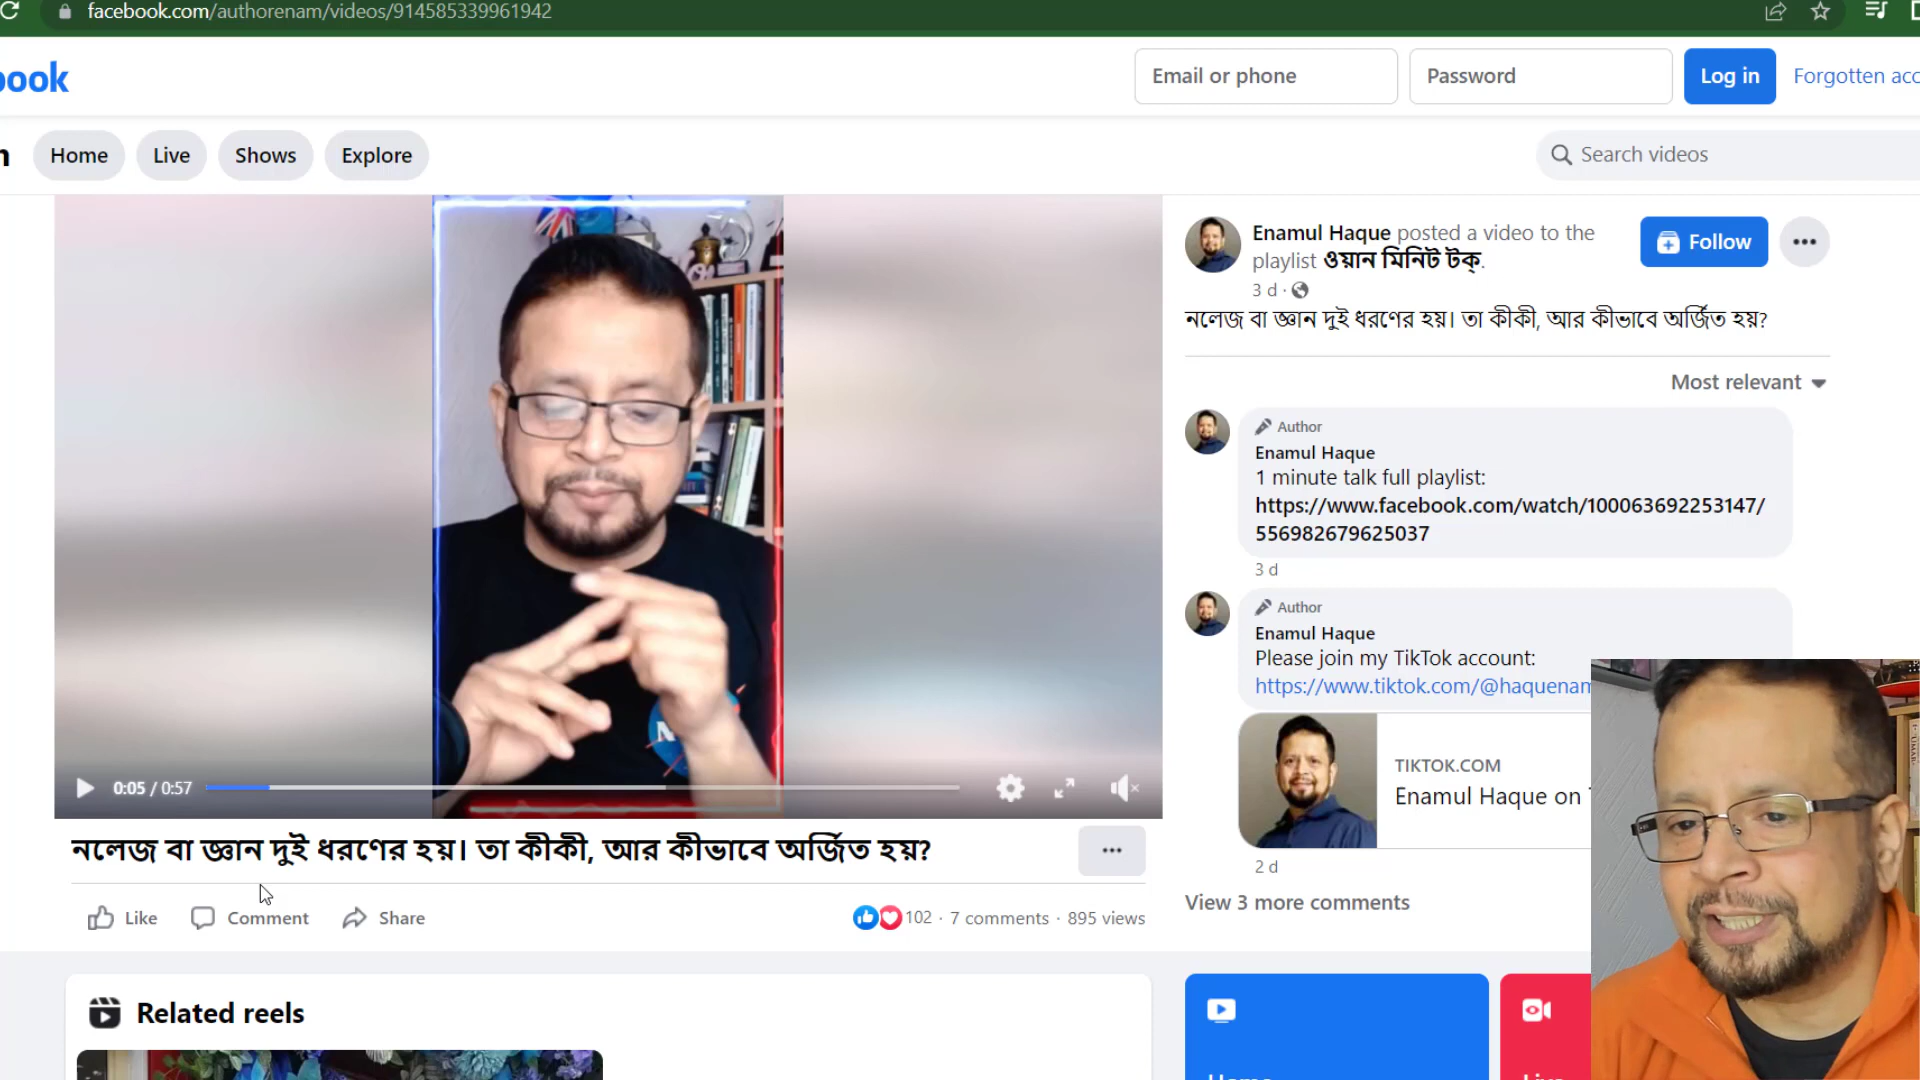 facebook.com/authorenam/videos/914585339961942
book
Email or phone
Password
Log in
Forgotten acc
Home
Live
Shows
Explore
Search videos
Enamul Haque posted a video to the
playlist ওয়ান মিনিট টক্.
3 d ·
Follow
নলেজ বা জ্ঞান দুই ধরণের হয়। তা কীকী, আর কীভাবে অর্জিত হয়?
Most relevant
Author
Enamul Haque
1 minute talk full playlist:
https://www.facebook.com/watch/100063692253147/
556982679625037
3 d
Author
Enamul Haque
Please join my TikTok account:
https://www.tiktok.com/@haquenam
TIKTOK.COM
Enamul Haque on
2 d
View 3 more comments
0:05 / 0:57
নলেজ বা জ্ঞান দুই ধরণের হয়। তা কীকী, আর কীভাবে অর্জিত হয়?
Like
Comment
Share
102 · 7 comments · 895 views
Related reels